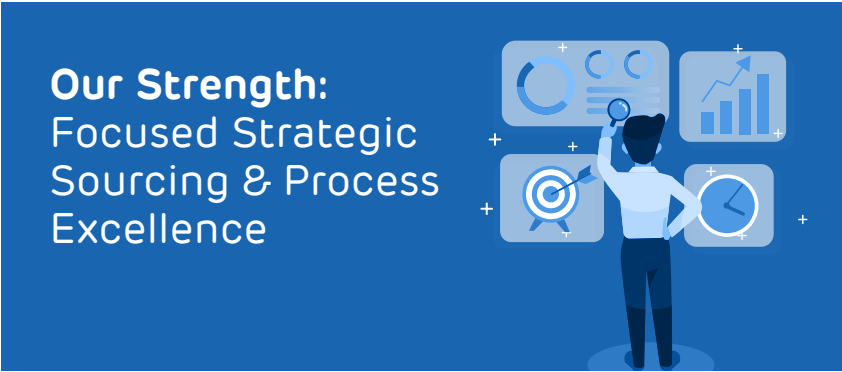 Our Strength:
Focused Strategic
Sourcing & Process
Excellence